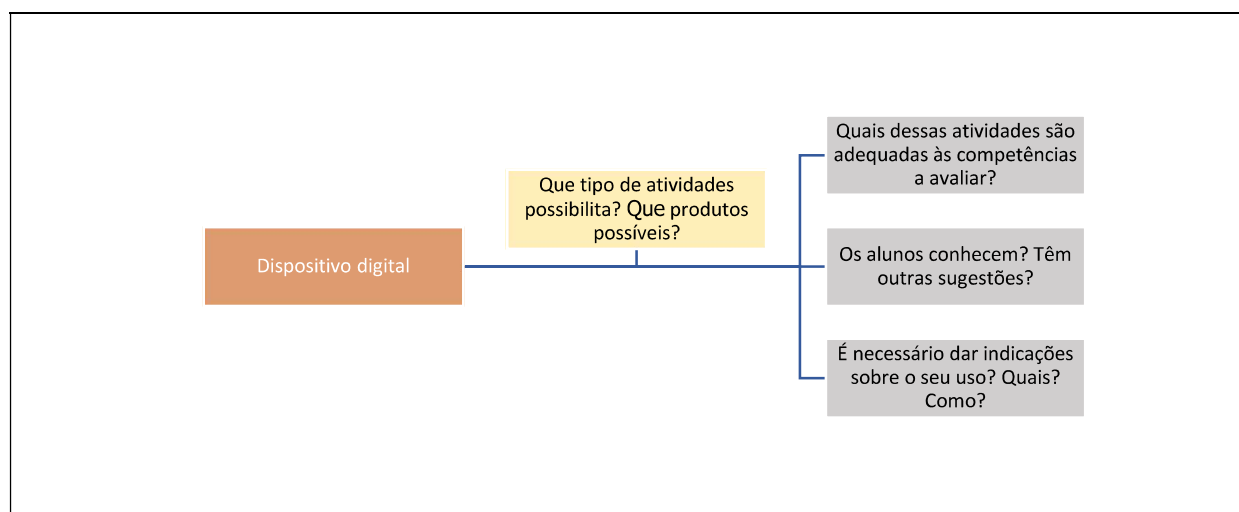 Dispositivo digital
Que tipo de atividades
possibilita? Que produtos
possíveis?
Quais dessas atividades são
adequadas às competências
a avaliar?
Os alunos conhecem? Têm
outras sugestões?
É necessário dar indicações
sobre o seu uso? Quais?
Como?